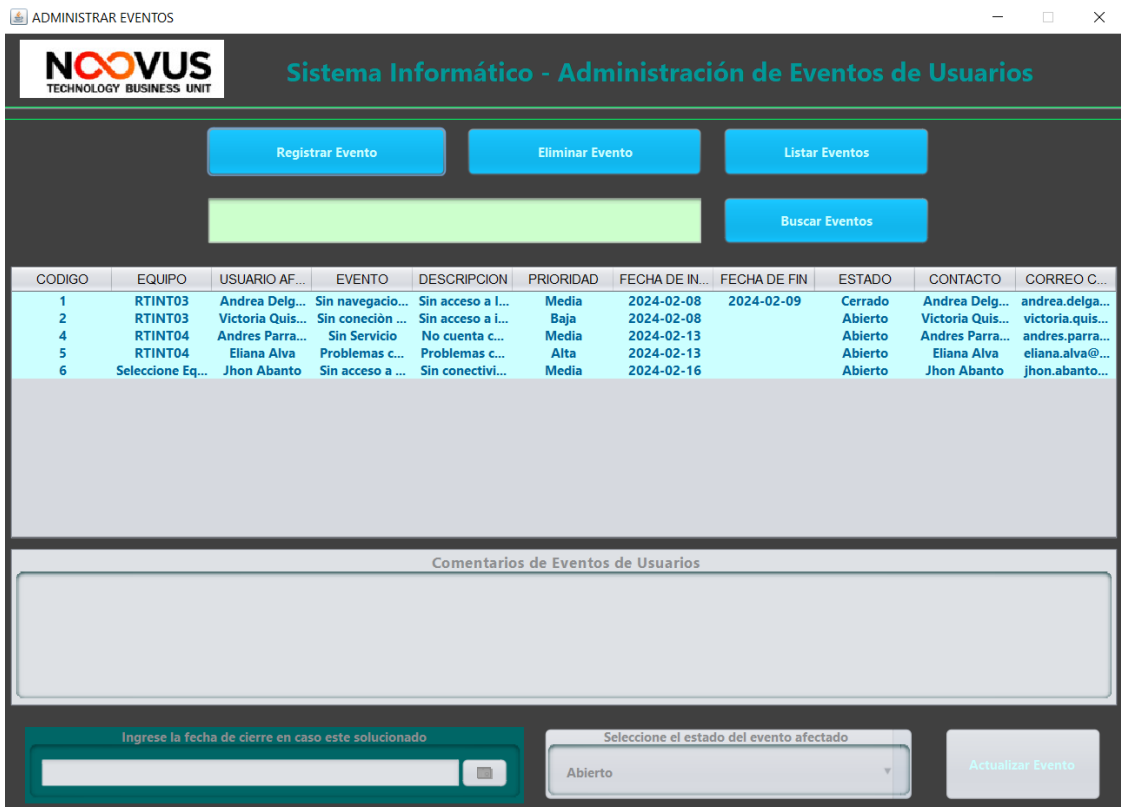 ADMINISTRAR EVENTOS
NOOVUS
TECHNOLOGY BUSINESS UNIT
Sistema Informático - Administración de Eventos de Usuarios
Registrar Evento Eliminar Evento Listar Eventos
Buscar Eventos
CODIGO EQUIPO USUARIO AF... EVENTO DESCRIPCION PRIORIDAD FECHA DE IN... FECHA DE FIN ESTADO CONTACTO CORREO C...
1 RTINT03 Andrea Delg... Sin navegacio... Sin acceso a l... Media 2024-02-08 2024-02-09 Cerrado Andrea Delg... andrea.delga...
2 RTINT03 Victoria Quis... Sin coneciòn ... Sin acceso a i... Baja 2024-02-08 Abierto Victoria Quis... victoria.quis...
4 RTINT04 Andres Parra... Sin Servicio No cuenta c... Media 2024-02-13 Abierto Andres Parra... andres.parra...
5 RTINT04 Eliana Alva Problemas c... Problemas c... Alta 2024-02-13 Abierto Eliana Alva eliana.alva@...
6 Seleccione Eq... Jhon Abanto Sin acceso a ... Sin conectivi... Media 2024-02-16 Abierto Jhon Abanto jhon.abanto...
Comentarios de Eventos de Usuarios
Ingrese la fecha de cierre en caso este solucionado Seleccione el estado del evento afectado
Abierto Actualizar Evento